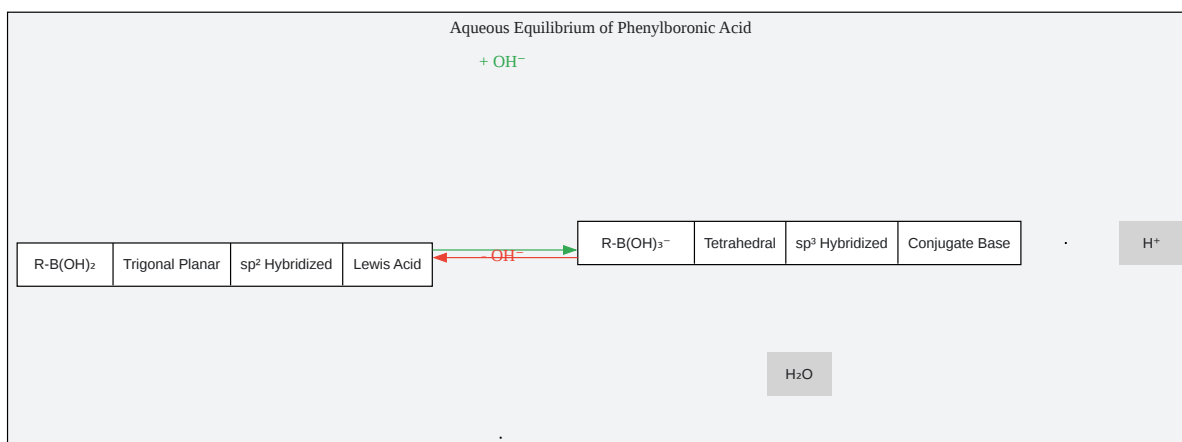 Aqueous Equilibrium of Phenylboronic Acid
+ OH⁻
R-B(OH)₂
Trigonal Planar
sp² Hybridized
Lewis Acid
- OH⁻
R-B(OH)₃⁻
Tetrahedral
sp³ Hybridized
Conjugate Base
.
H⁺
H₂O
.